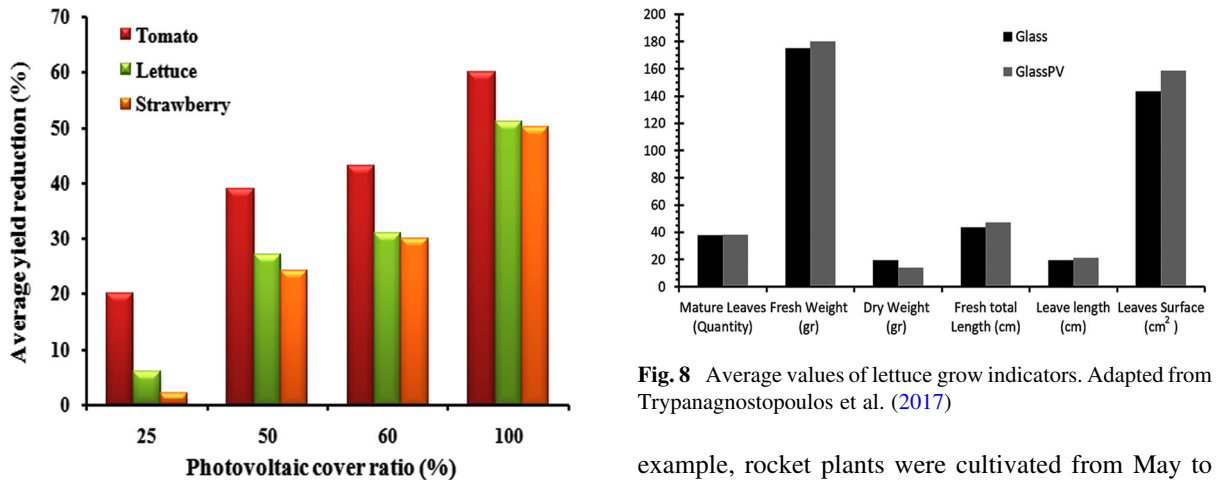 70
60
50
40
30
20
10
0
Average yield reduction (%)
Tomato
Lettuce
Strawberry
25 50 60 100
Photovoltaic cover ratio (%)
200
180
160
140
120
100
80
60
40
20
0
Glass
GlassPV
Mature Leaves Fresh Weight Dry Weight Fresh total Leave length Leaves Surface
(Quantity) (gr) (gr) Length (cm) (cm) (cm²)
Fig. 8 Average values of lettuce grow indicators. Adapted from
Trypanagnostopoulos et al. (2017)
example, rocket plants were cultivated from May to